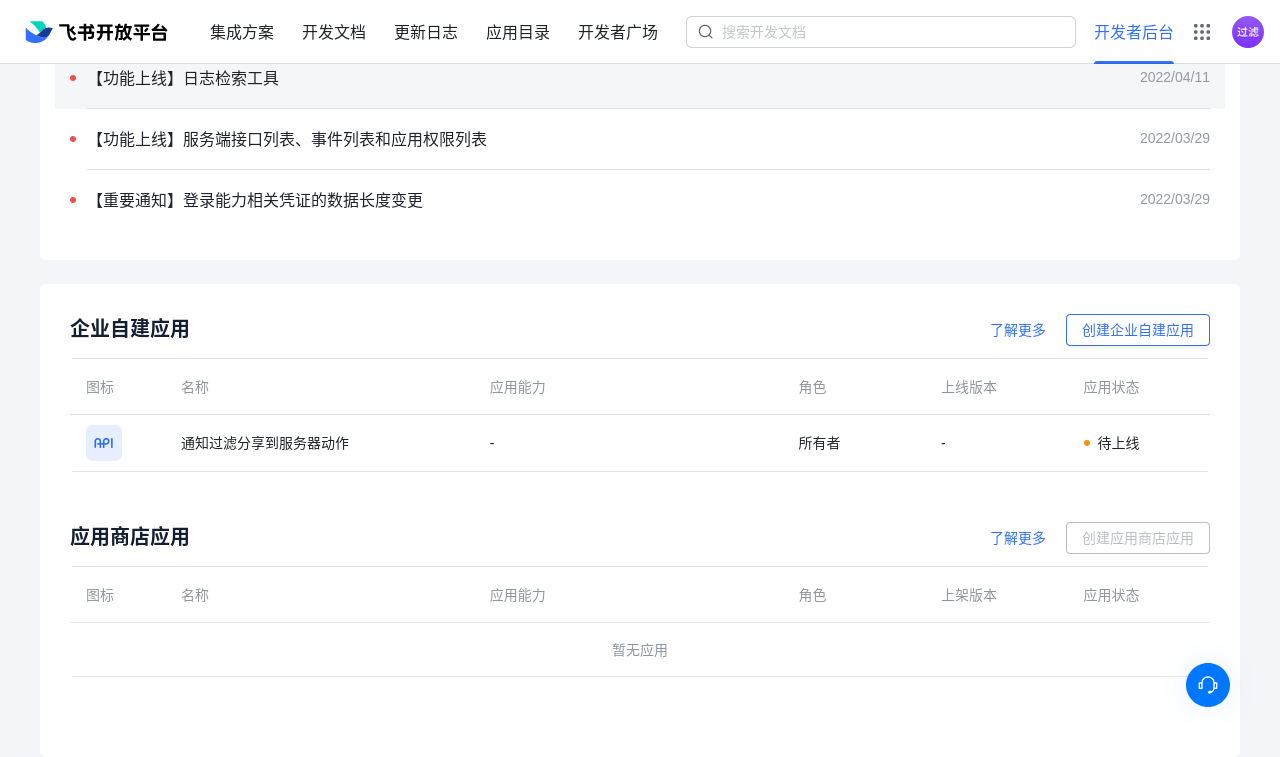 飞书开放平台 集成方案 开发文档 更新日志 应用目录 开发者广场 搜索开发文档 开发者后台 过滤
【功能上线】日志检索工具 2022/04/11
【功能上线】服务端接口列表、事件列表和应用权限列表 2022/03/29
【重要通知】登录能力相关凭证的数据长度变更 2022/03/29
企业自建应用 了解更多 创建企业自建应用
图标 名称 应用能力 角色 上线版本 应用状态
API 通知过滤分享到服务器动作 - 所有者 - 待上线
应用商店应用 了解更多 创建应用商店应用
图标 名称 应用能力 角色 上架版本 应用状态
暂无应用